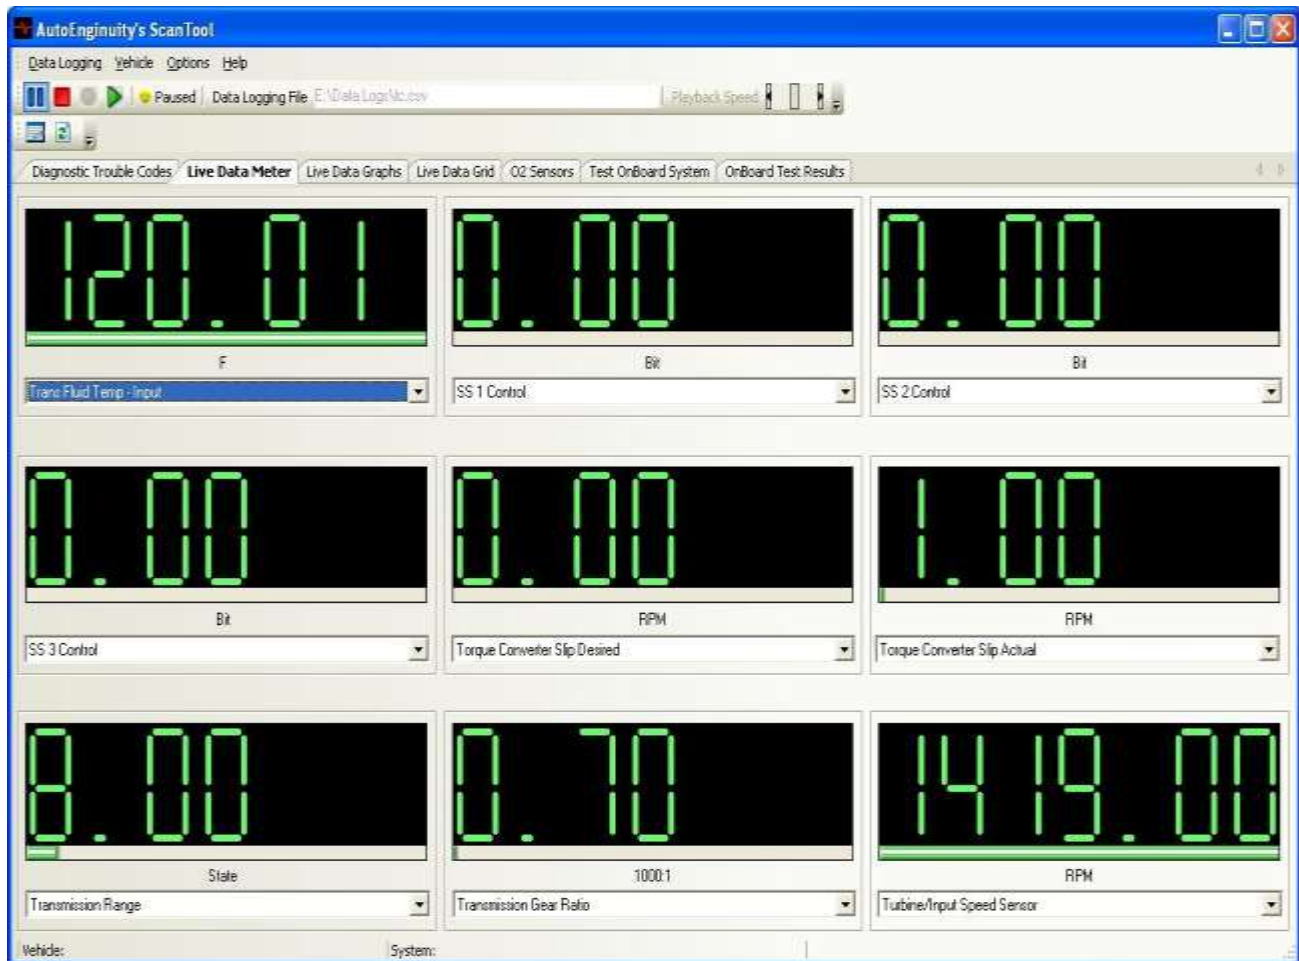 AutoEnginuity's ScanTool
Data Logging Vehicle Options Help
Paused Data Logging File E:\Data Logs\tc.csv Playback Speed
Diagnostic Trouble Codes Live Data Meter Live Data Graphs Live Data Grid O2 Sensors Test OnBoard System OnBoard Test Results
120.01 0.00 0.00
F Bit Bit
Trans Fluid Temp - Input SS 1 Control SS 2 Control
0.00 0.00 1.00
Bit RPM RPM
SS 3 Control Torque Converter Slip Desired Torque Converter Slip Actual
8.00 0.70 1419.00
State 1000:1 RPM
Transmission Range Transmission Gear Ratio Turbine/Input Speed Sensor
Vehicle: System: